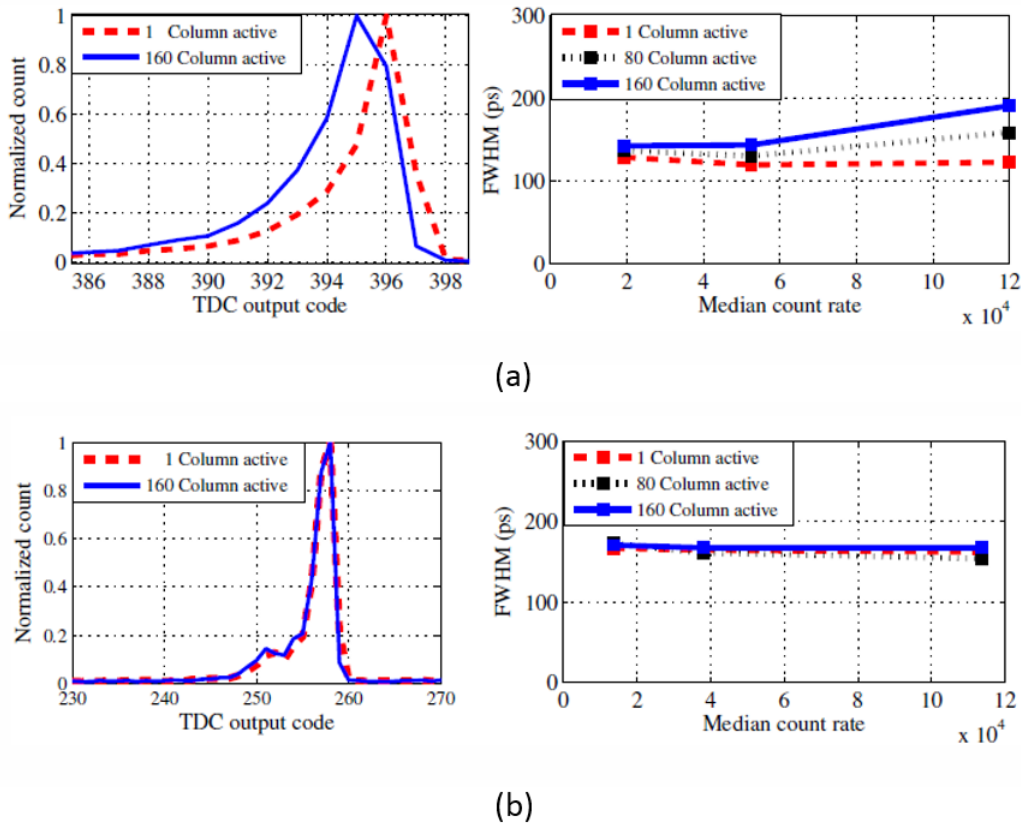 1 Column active
160 Column active
Normalized count
1
0.8
0.6
0.4
0.2
0
386 388 390 392 394 396 398
TDC output code
1 Column active
80 Column active
160 Column active
FWHM (ps)
300
200
100
0
0 2 4 6 8 10 12
Median count rate
x 10⁴
(a)
1 Column active
160 Column active
Normalized count
1
0.8
0.6
0.4
0.2
0
230 240 250 260 270
TDC output code
1 Column active
80 Column active
160 Column active
FWHM (ps)
300
200
100
0
0 2 4 6 8 10 12
Median count rate
x 10⁴
(b)